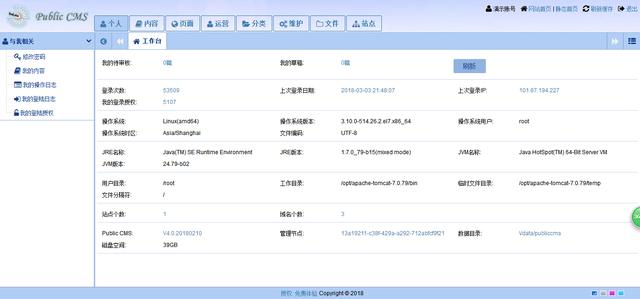 Public CMS
演示账号 网站首页 | 静态首页 刷新缓存 退出
个人 内容 页面 运营 分类 维护 文件 站点
与我相关
工作台
修改密码
我的内容
我的操作日志
我的登陆日志
我的登陆授权
我的待审核: 0篇 我的草稿: 0篇 刷新
登录次数: 53509 上次登录日期: 2018-03-03 21:48:07 上次登录IP: 101.67.194.227
我的登录授权: 5107
操作系统: Linux(amd64) 操作系统版本: 3.10.0-514.26.2.el7.x86_64 操作系统用户: root
操作系统时区: Asia/Shanghai 文件编码: UTF-8
JRE名称: Java(TM) SE Runtime Environment JRE版本: 1.7.0_79-b15(mixed mode) JVM名称: Java HotSpot(TM) 64-Bit Server VM
JVM版本: 24.79-b02
用户目录: /root 工作目录: /opt/apache-tomcat-7.0.79/bin 临时文件目录: /opt/apache-tomcat-7.0.79/temp
文件分隔符: /
站点个数: 1 域名个数: 3
Public CMS: V4.0.20180210 管理节点: 数据目录: /data/publiccms
磁盘空间: 39GB
授权 免费体验 Copyright © 2018